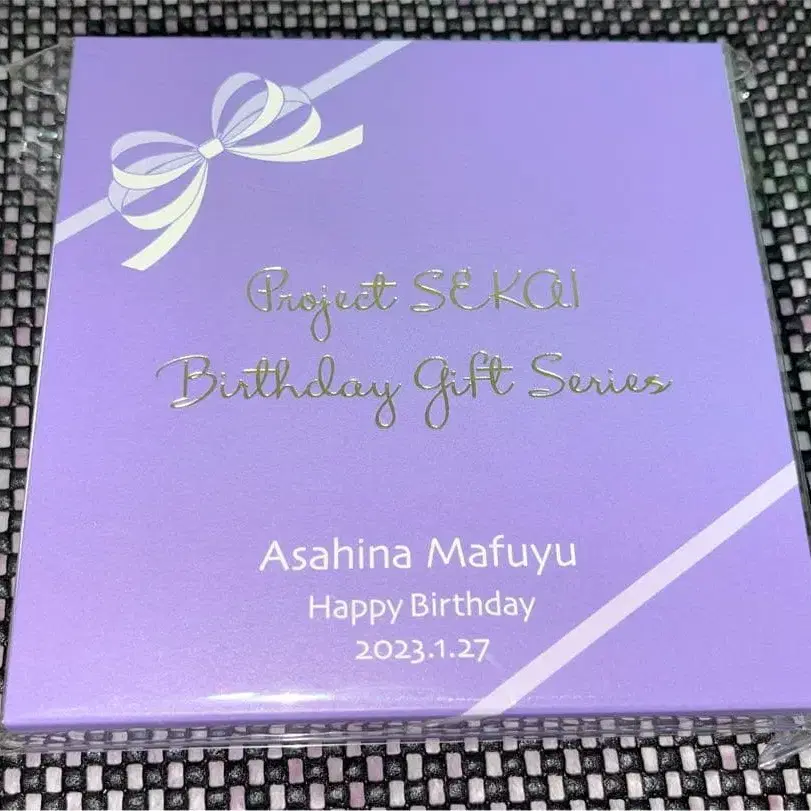 Project SEKAI
Birthday Gift Series
Asahina Mafuyu
Happy Birthday
2023.1.27